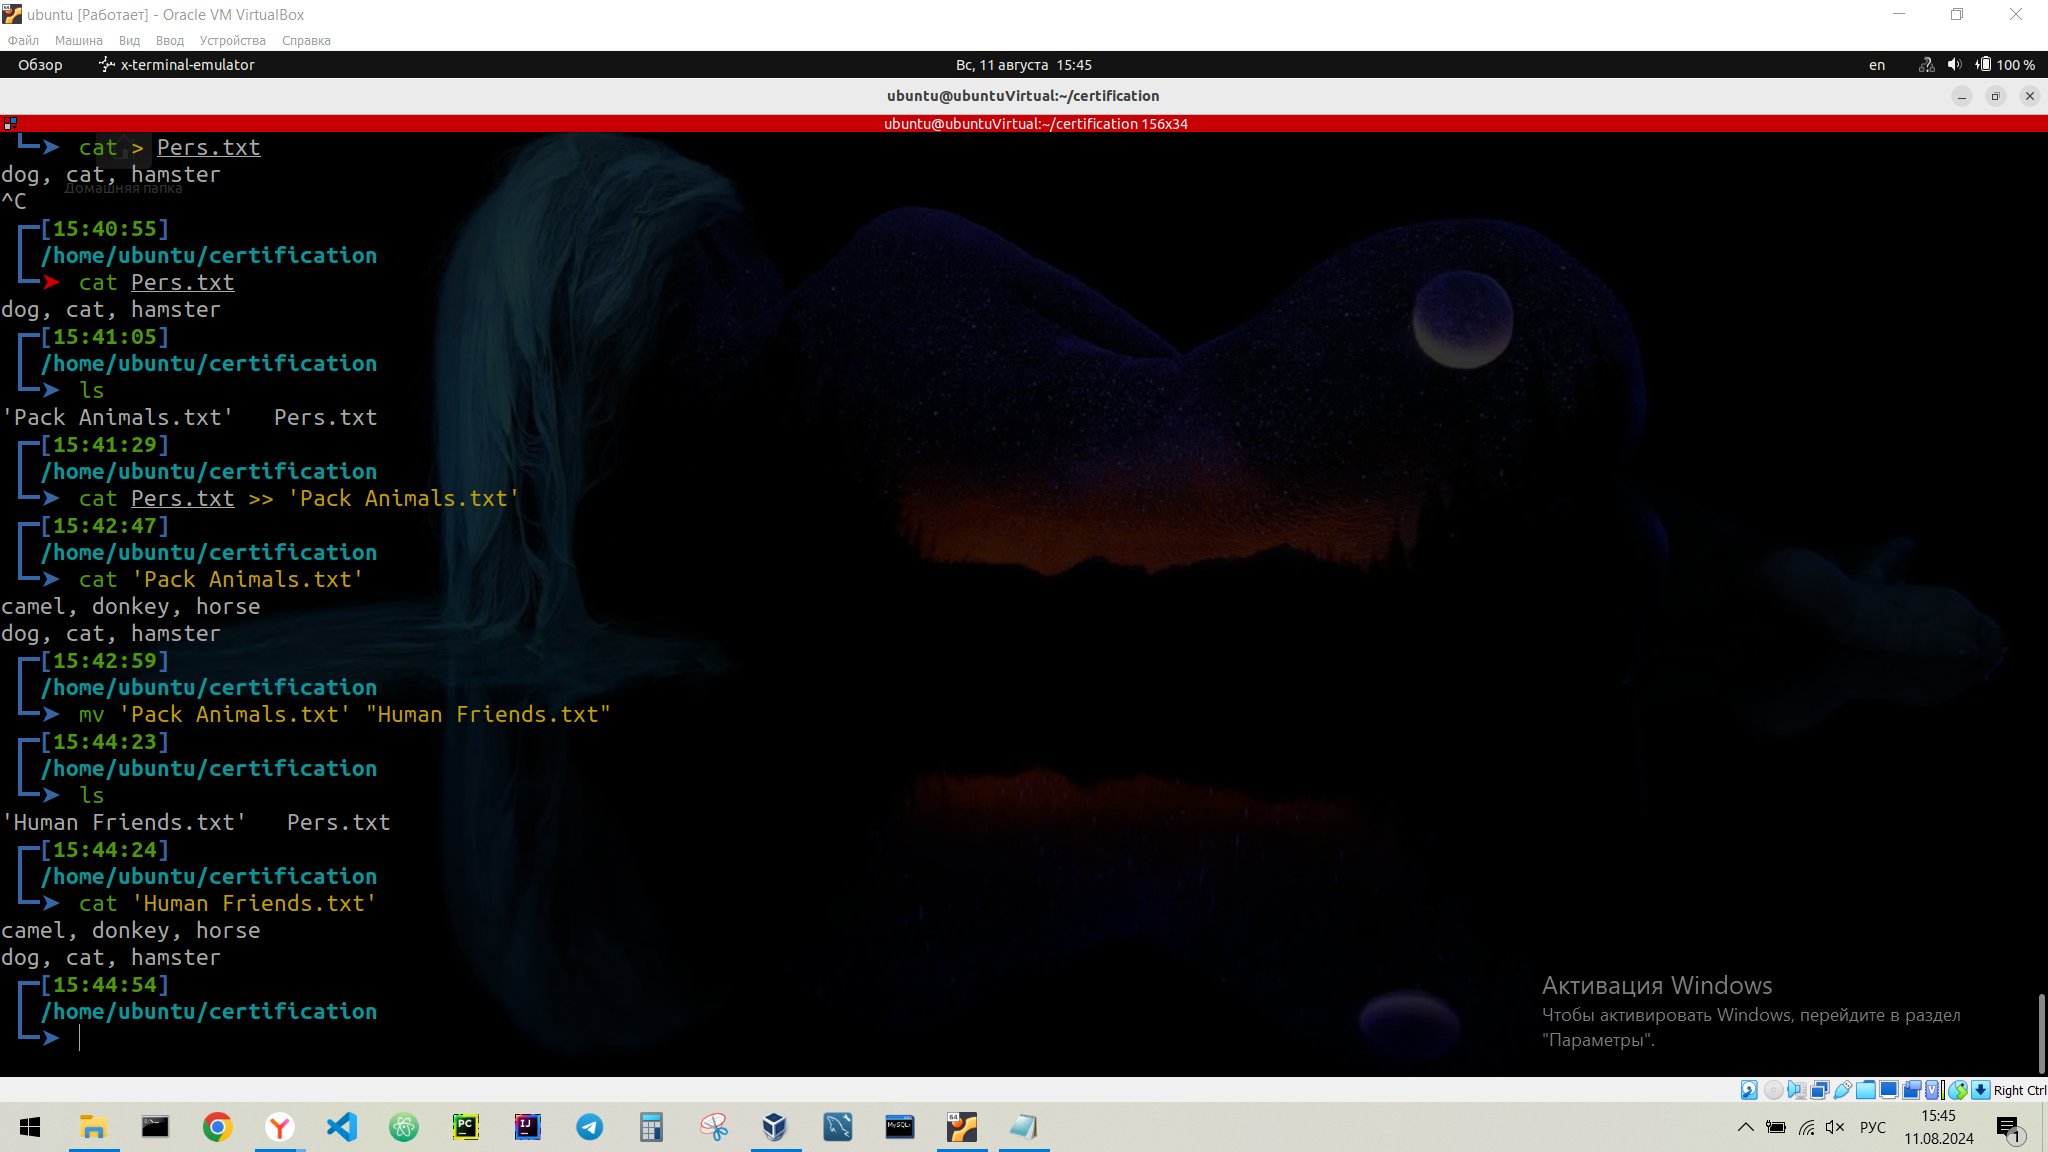 ubuntu [Работает] - Oracle VM VirtualBox
Файл Машина Вид Ввод Устройства Справка
Обзор x-terminal-emulator Вс, 11 августа 15:45 en 100 %
ubuntu@ubuntuVirtual:~/certification
ubuntu@ubuntuVirtual:~/certification 156x34
cat > Pers.txt
dog, cat, hamster
Домашняя папка
^C
[15:40:55]
/home/ubuntu/certification
cat Pers.txt
dog, cat, hamster
[15:41:05]
/home/ubuntu/certification
ls
'Pack Animals.txt' Pers.txt
[15:41:29]
/home/ubuntu/certification
cat Pers.txt >> 'Pack Animals.txt'
[15:42:47]
/home/ubuntu/certification
cat 'Pack Animals.txt'
camel, donkey, horse
dog, cat, hamster
[15:42:59]
/home/ubuntu/certification
mv 'Pack Animals.txt' "Human Friends.txt"
[15:44:23]
/home/ubuntu/certification
ls
'Human Friends.txt' Pers.txt
[15:44:24]
/home/ubuntu/certification
cat 'Human Friends.txt'
camel, donkey, horse
dog, cat, hamster
[15:44:54]
/home/ubuntu/certification
Активация Windows
Чтобы активировать Windows, перейдите в раздел
"Параметры".
Right Ctrl
PC IJ MySQL 64 РУС 15:45
11.08.2024 1